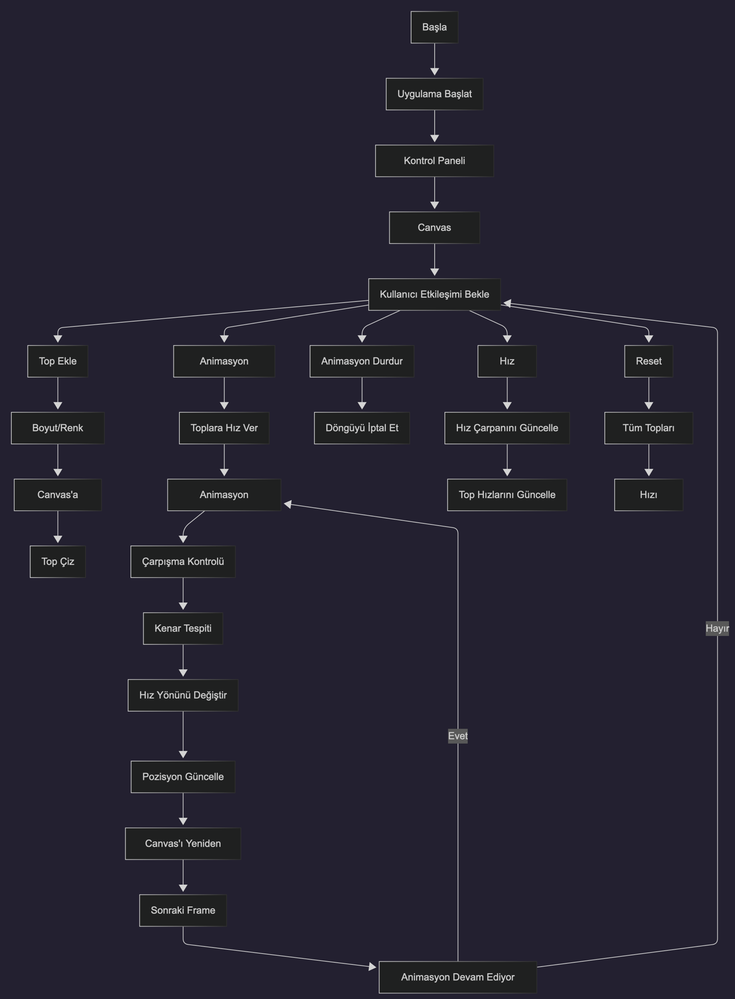 Başla
Uygulama Başlat
Kontrol Paneli
Canvas
Kullanıcı Etkileşimi Bekle
Top Ekle
Animasyon
Animasyon Durdur
Hız
Reset
Boyut/Renk
Toplara Hız Ver
Döngüyü İptal Et
Hız Çarpanını Güncelle
Tüm Topları
Canvas'a
Animasyon
Top Hızlarını Güncelle
Hızı
Top Çiz
Çarpışma Kontrolü
Kenar Tespiti
Hayır
Hız Yönünü Değiştir
Evet
Pozisyon Güncelle
Canvas'ı Yeniden
Sonraki Frame
Animasyon Devam Ediyor